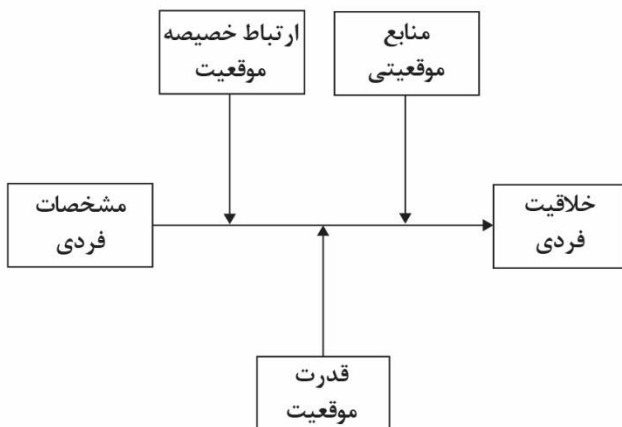 ارتباط خصیصه
موقعیت
منابع
موقعیتی
مشخصات
فردی
خلاقیت
فردی
قدرت
موقعیت